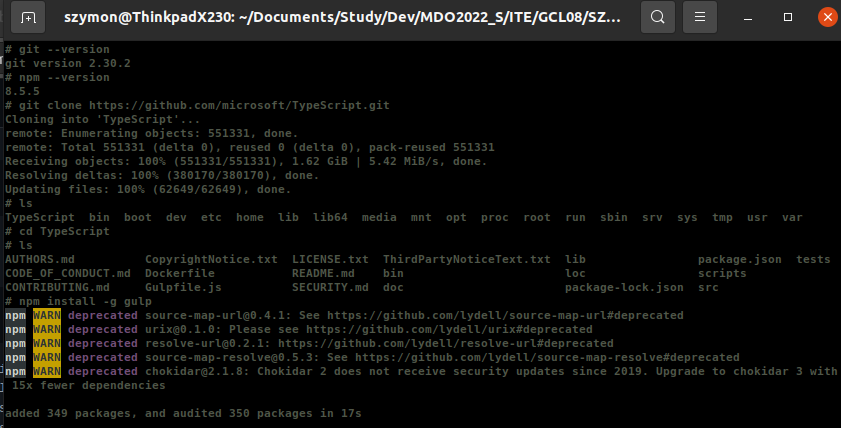 szymon@ThinkpadX230: ~/Documents/Study/Dev/MDO2022_S/ITE/GCL08/SZ...
# git --version
git version 2.30.2
# npm --version
8.5.5
# git clone https://github.com/microsoft/TypeScript.git
Cloning into 'TypeScript'...
remote: Enumerating objects: 551331, done.
remote: Total 551331 (delta 0), reused 0 (delta 0), pack-reused 551331
Receiving objects: 100% (551331/551331), 1.62 GiB | 5.42 MiB/s, done.
Resolving deltas: 100% (380170/380170), done.
Updating files: 100% (62649/62649), done.
# ls
TypeScript  bin  boot  dev  etc  home  lib  lib64  media  mnt  opt  proc  root  run  sbin  srv  sys  tmp  usr  var
# cd TypeScript
# ls
AUTHORS.md          CopyrightNotice.txt  LICENSE.txt  ThirdPartyNoticeText.txt  lib                package.json  tests
CODE_OF_CONDUCT.md  Dockerfile           README.md    bin                       loc                scripts
CONTRIBUTING.md     Gulpfile.js          SECURITY.md  doc                       package-lock.json  src
# npm install -g gulp
npm WARN deprecated source-map-url@0.4.1: See https://github.com/lydell/source-map-url#deprecated
npm WARN deprecated urix@0.1.0: Please see https://github.com/lydell/urix#deprecated
npm WARN deprecated resolve-url@0.2.1: https://github.com/lydell/resolve-url#deprecated
npm WARN deprecated source-map-resolve@0.5.3: See https://github.com/lydell/source-map-resolve#deprecated
npm WARN deprecated chokidar@2.1.8: Chokidar 2 does not receive security updates since 2019. Upgrade to chokidar 3 with
15x fewer dependencies
added 349 packages, and audited 350 packages in 17s